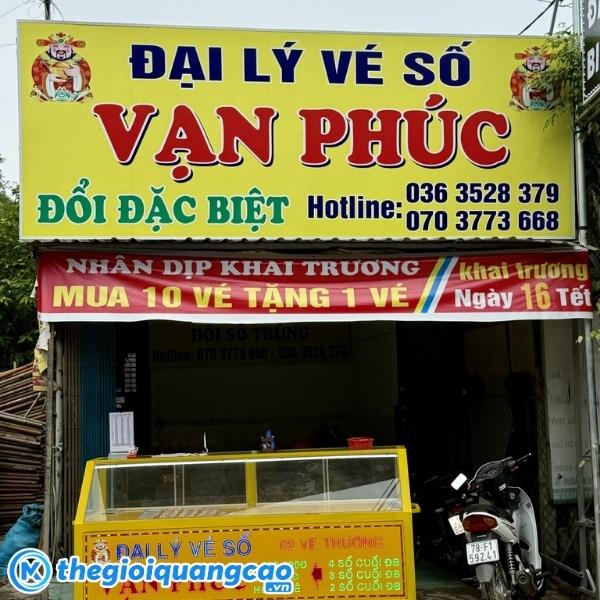 ĐẠI LÝ VÉ SỐ
VẠN PHÚC
ĐỔI ĐẶC BIỆT
Hotline: 036 3528 379
070 3773 668
NHÂN DỊP KHAI TRƯƠNG
MUA 10 VÉ TẶNG 1 VÉ
khai trương
Ngày 16 Tết
ĐỔI SỐ TRÚNG
Hotline: 070 3773 668 - 036 3528 379
ĐẠI LÝ VÉ SỐ
VẠN PHÚC
02 VÉ THƯỜNG
4 SỐ CUỐI ĐB
3 SỐ CUỐI ĐB
2 SỐ CUỐI ĐB
78-F1
592.41
thegioiquangcao.vn